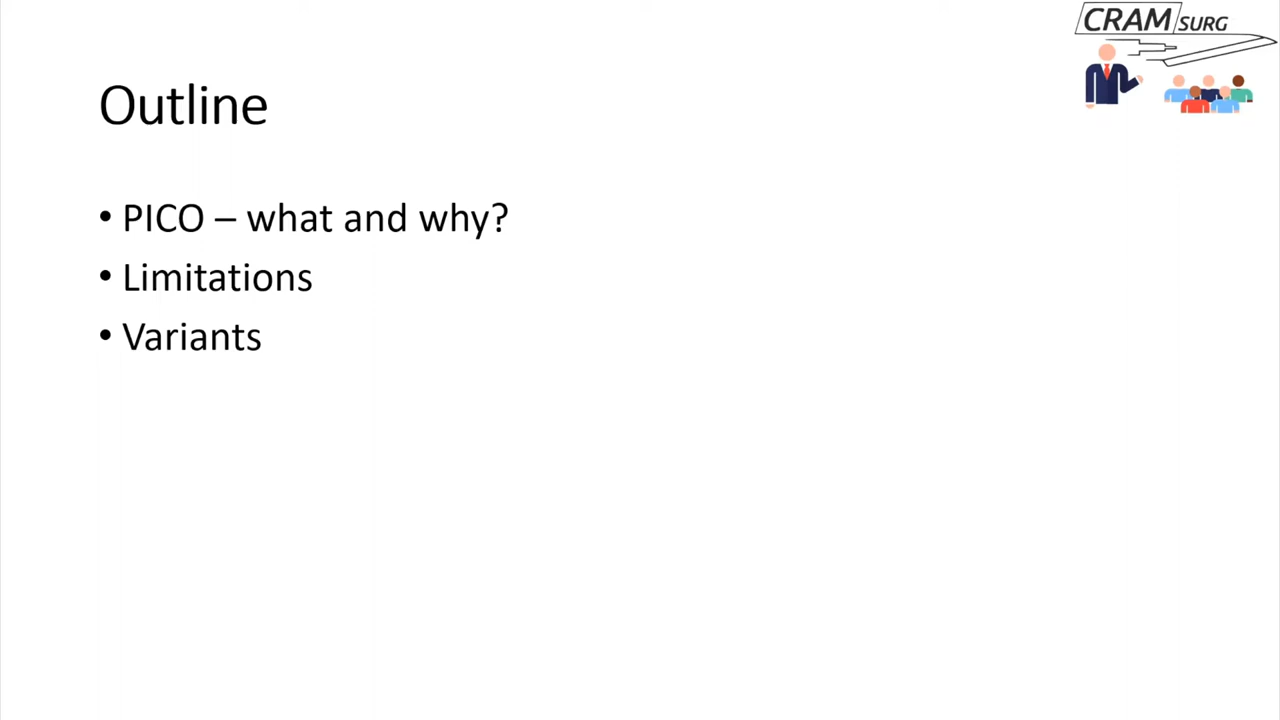 CRAM SURG
Outline
• PICO – what and why?
• Limitations
• Variants